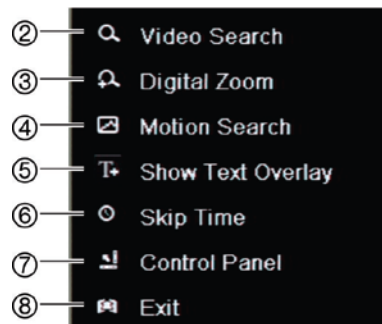 ② Video Search
③ Digital Zoom
④ Motion Search
⑤ T+ Show Text Overlay
⑥ Skip Time
⑦ Control Panel
⑧ Exit